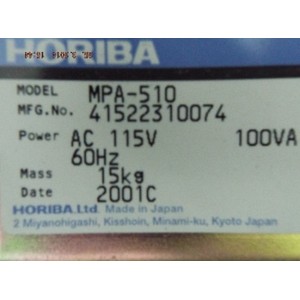 HORIBA
MODEL MPA-510
MFG.No. 41522310074
Power AC 115V 100VA
60Hz
Mass 15kg
Date 2001C
HORIBA.Ltd. Made in Japan
2 Miyanohigashi, Kisshoin, Minami-ku, Kyoto Japan